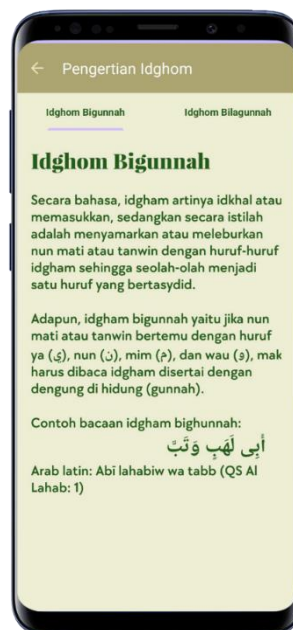 Pengertian Idghom
Idghom Bigunnah
Idghom Bilagunnah
Idghom Bigunnah
Secara bahasa, idgham artinya idkhal atau
memasukkan, sedangkan secara istilah
adalah menyamarkan atau meleburkan
nun mati atau tanwin dengan huruf-huruf
idgham sehingga seolah-olah menjadi
satu huruf yang bertasydid.
Adapun, idgham bigunnah yaitu jika nun
mati atau tanwin bertemu dengan huruf
ya (ي), nun (ن), mim (م), dan wau (و), mak
harus dibaca idgham disertai dengan
dengung di hidung (gunnah).
Contoh bacaan idgham bighunnah:
أَبِى لَهَبٍ وَتَبَّ
Arab latin: Abī lahabiw wa tabb (QS Al
Lahab: 1)